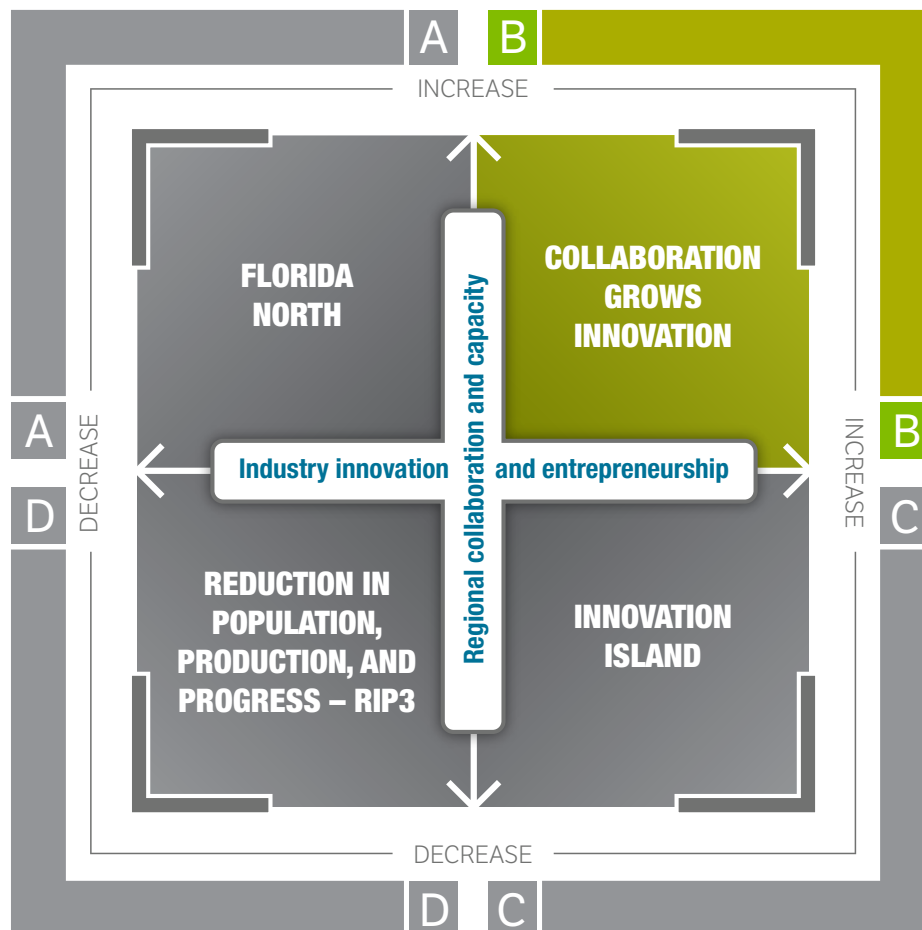 A
B
INCREASE
FLORIDA
NORTH
COLLABORATION
GROWS
INNOVATION
A
B
DECREASE
INCREASE
Industry innovation and entrepreneurship
Regional collaboration and capacity
D
C
REDUCTION IN
POPULATION,
PRODUCTION, AND
PROGRESS – RIP3
INNOVATION
ISLAND
DECREASE
D
C